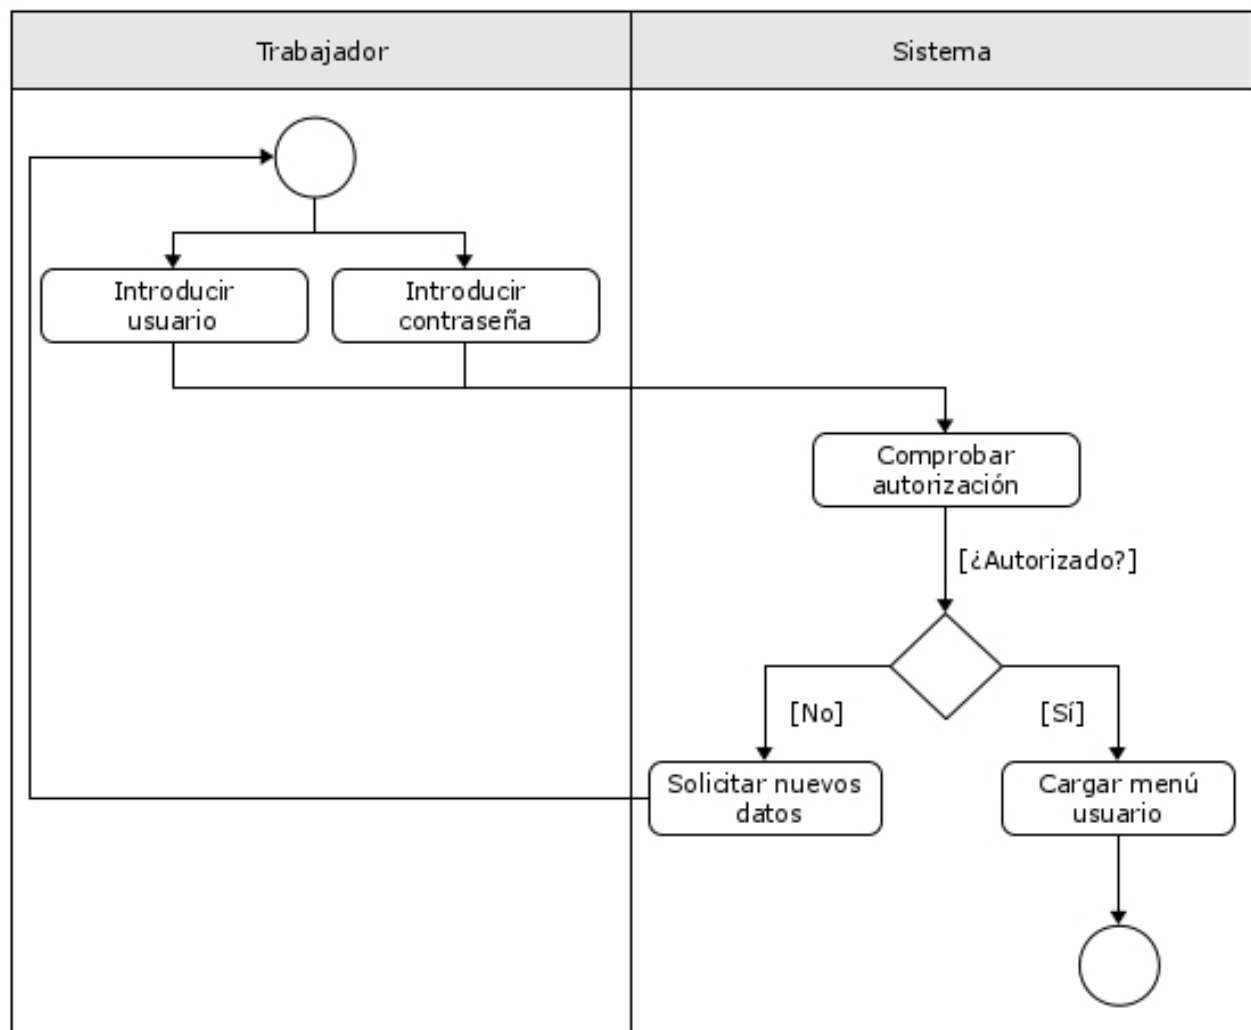 Trabajador
Sistema
Introducir
usuario
Introducir
contraseña
Comprobar
autorización
[¿Autorizado?]
[No]
[Sí]
Solicitar nuevos
datos
Cargar menú
usuario